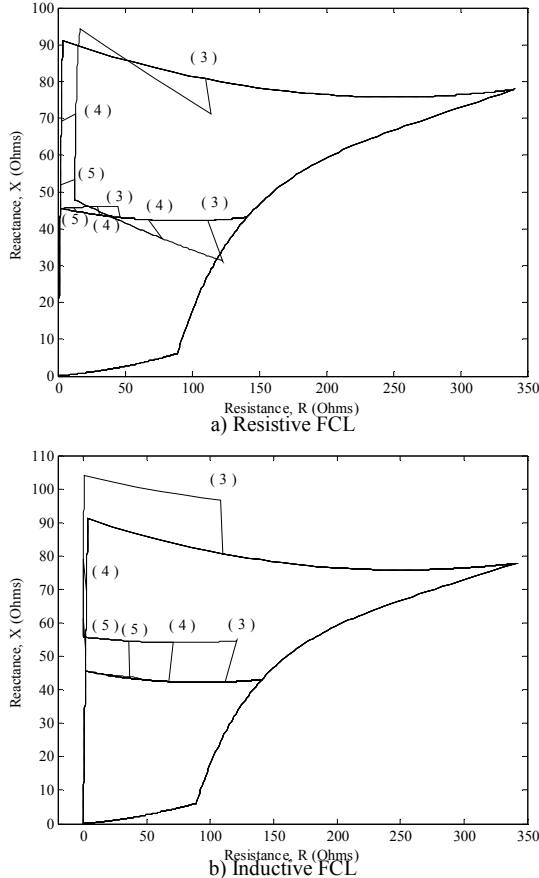 100
90
80
70
60
50
40
30
20
10
0
Reactance, X (Ohms)
( 3 )
( 4 )
( 5 )
( 3 )
( 4 )
( 3 )
( 5 )
( 4 )
0 50 100 150 200 250 300 350
Resistance, R (Ohms)
a) Resistive FCL
110
100
90
80
70
60
50
40
30
20
10
0
Reactance, X (Ohms)
( 3 )
( 4 )
( 5 ) ( 5 ) ( 4 ) ( 3 )
0 50 100 150 200 250 300 350
Resistance, R (Ohms)
b) Inductive FCL